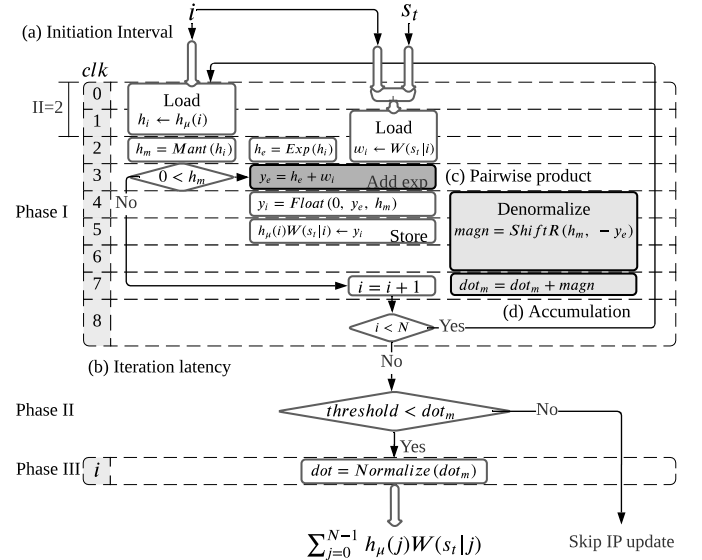 i
s_t
(a) Initiation Interval
clk
0
II=2
1
Load
h_i ← h_μ(i)
Load
w_i ← W(s_t|i)
2
h_m = Mant(h_i)
h_e = Exp(h_i)
3
0 < h_m
y_e = h_e + w_i
Add exp
(c) Pairwise product
No
Phase I
4
y_i = Float(0, y_e, h_m)
Denormalize
magn = ShiftR(h_m, − y_e)
5
h_μ(i)W(s_t|i) ← y_i
Store
6
7
i = i + 1
dot_m = dot_m + magn
(d) Accumulation
8
i < N
Yes
No
(b) Iteration latency
Phase II
threshold < dot_m
No
Yes
Phase III
i
dot = Normalize(dot_m)
∑_{j=0}^{N−1} h_μ(j)W(s_t|j)
Skip IP update